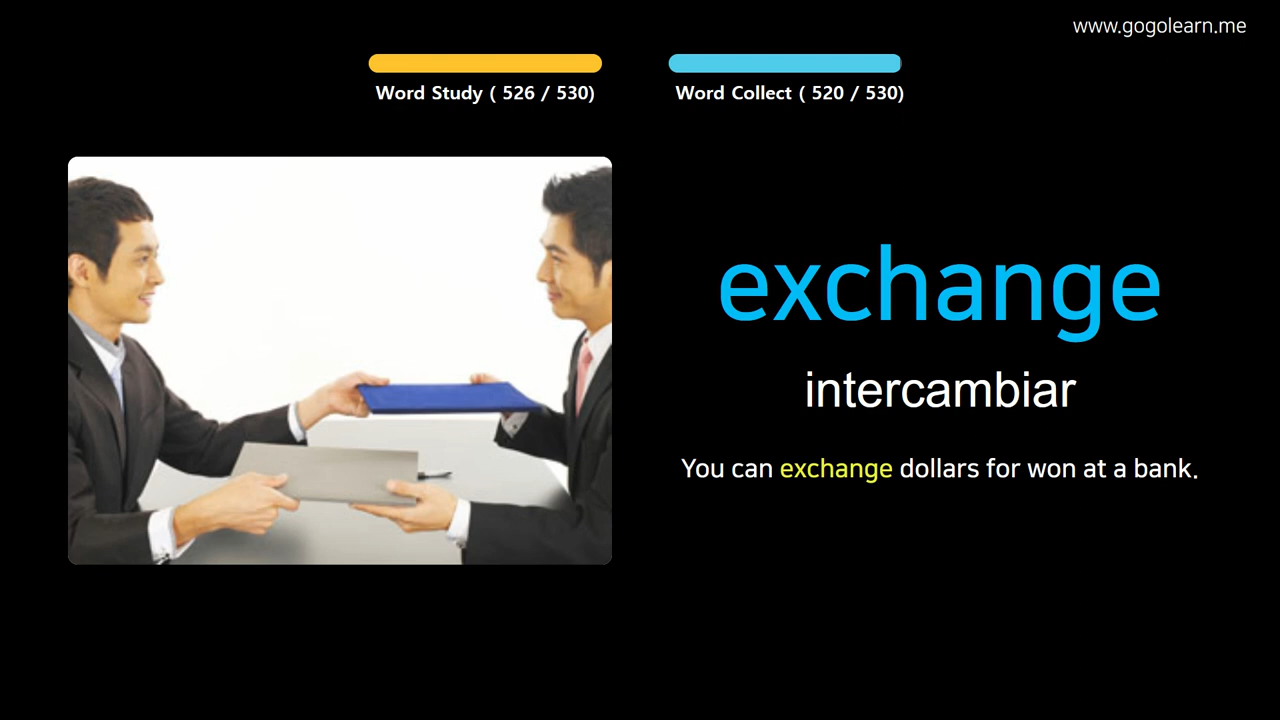 www.gogolearn.me
Word Study ( 526 / 530)
Word Collect ( 520 / 530)
exchange
intercambiar
You can exchange dollars for won at a bank.